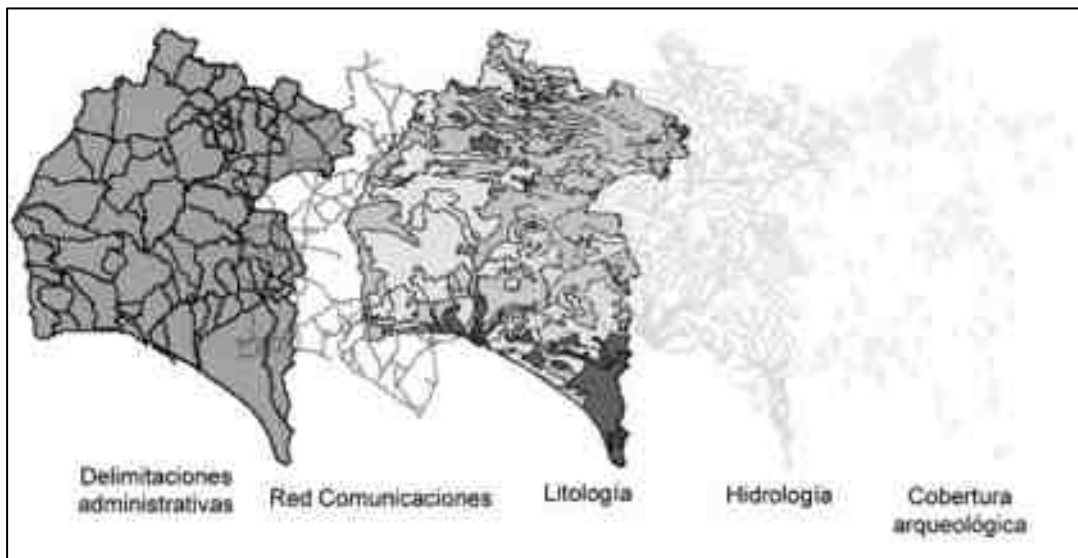 Delimitaciones
administrativas
Red Comunicaciones
Litología
Hidrología
Cobertura
arqueológica